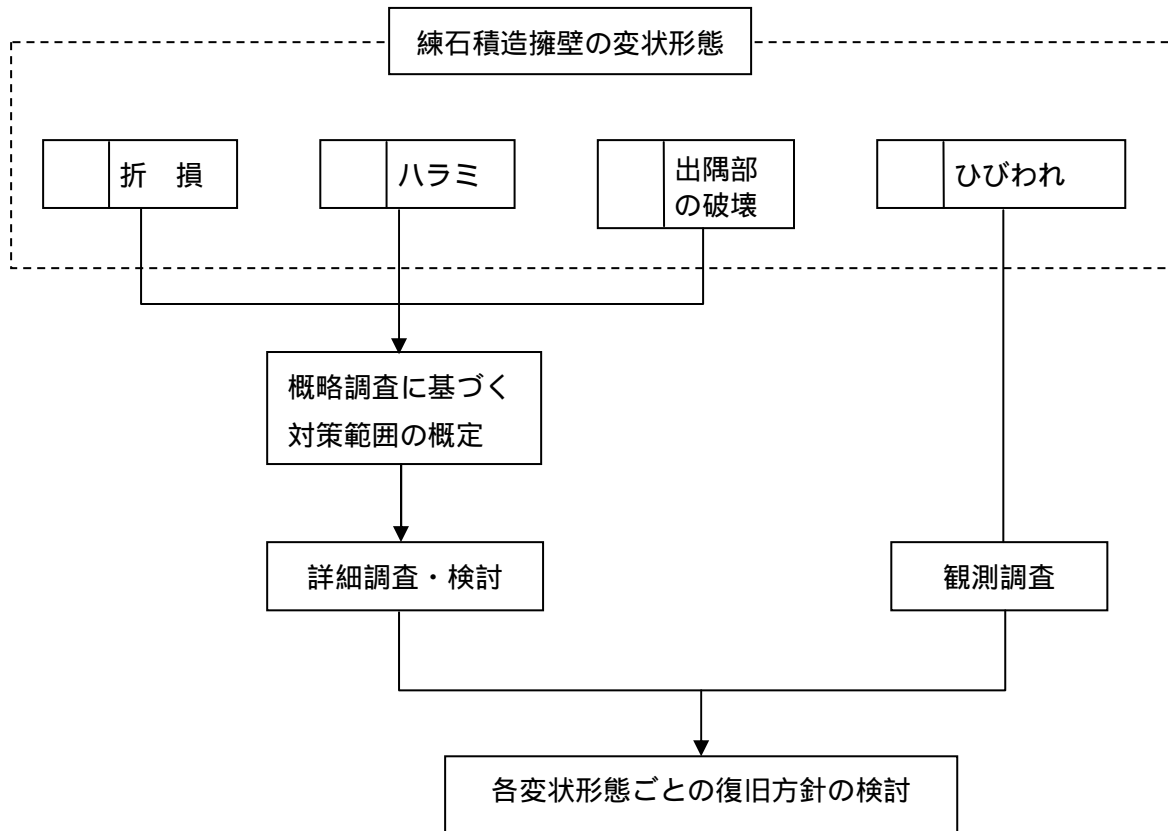 練石積造擁壁の変状形態
折　損
ハラミ
出隅部
の破壊
ひびわれ
概略調査に基づく
対策範囲の概定
詳細調査・検討
観測調査
各変状形態ごとの復旧方針の検討